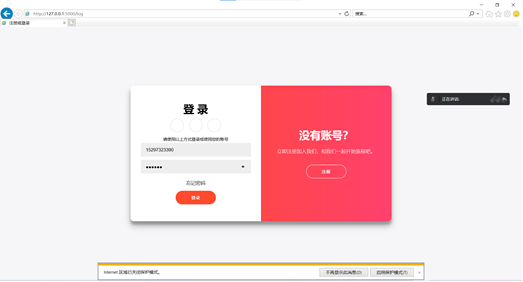 http://127.0.0.1:5000/log
搜索...
注册或登录
登 录
请使用以上方式登录或使用您的账号
15297323380
••••••
忘记密码
登录
没有账号?
立即注册加入我们，和我们一起开始旅程吧。
注册
正在讲话:
Internet 区域已关闭保护模式。
不再显示此消息(D)
启用保护模式(T)